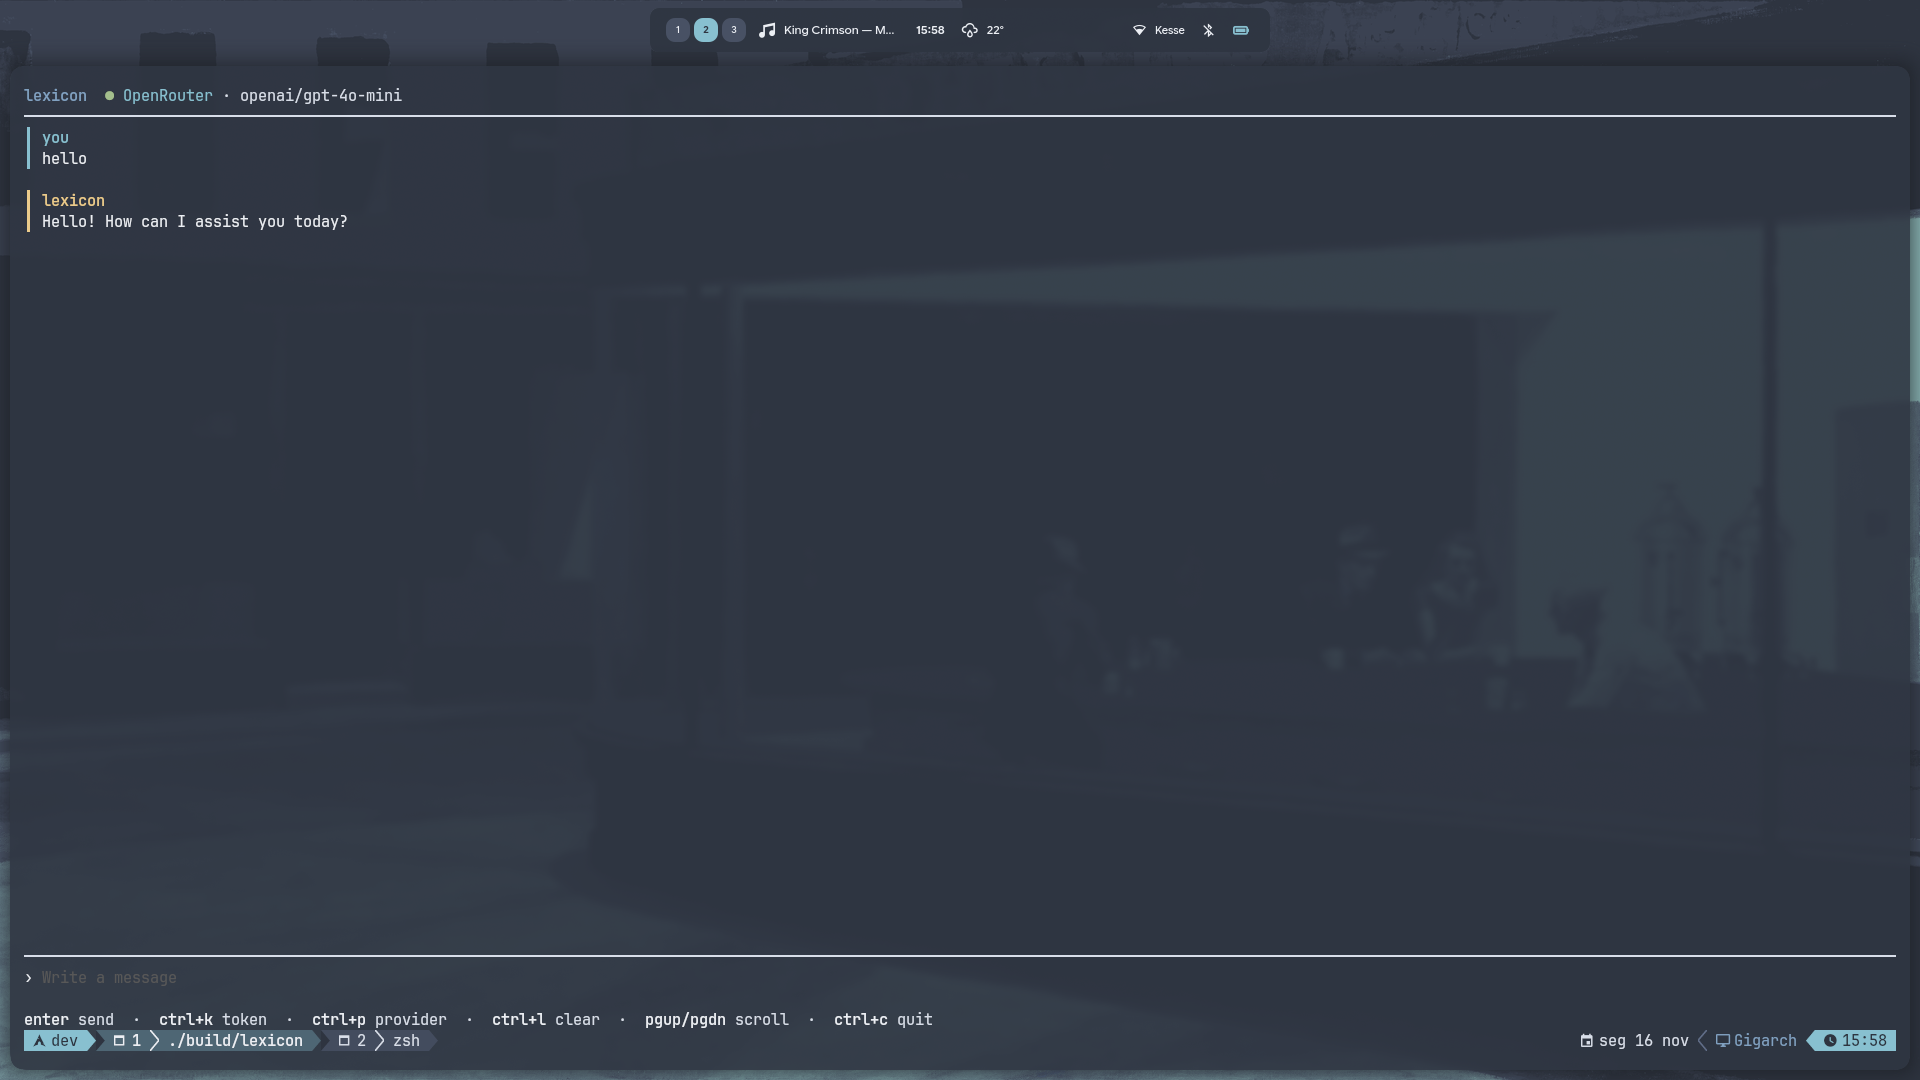 1 2 3 King Crimson — M... 15:58 22° Kesse
lexicon ● OpenRouter · openai/gpt-4o-mini
you
hello
lexicon
Hello! How can I assist you today?
› Write a message
enter send · ctrl+k token · ctrl+p provider · ctrl+l clear · pgup/pgdn scroll · ctrl+c quit
dev 1 ./build/lexicon 2 zsh seg 16 nov Gigarch 15:58